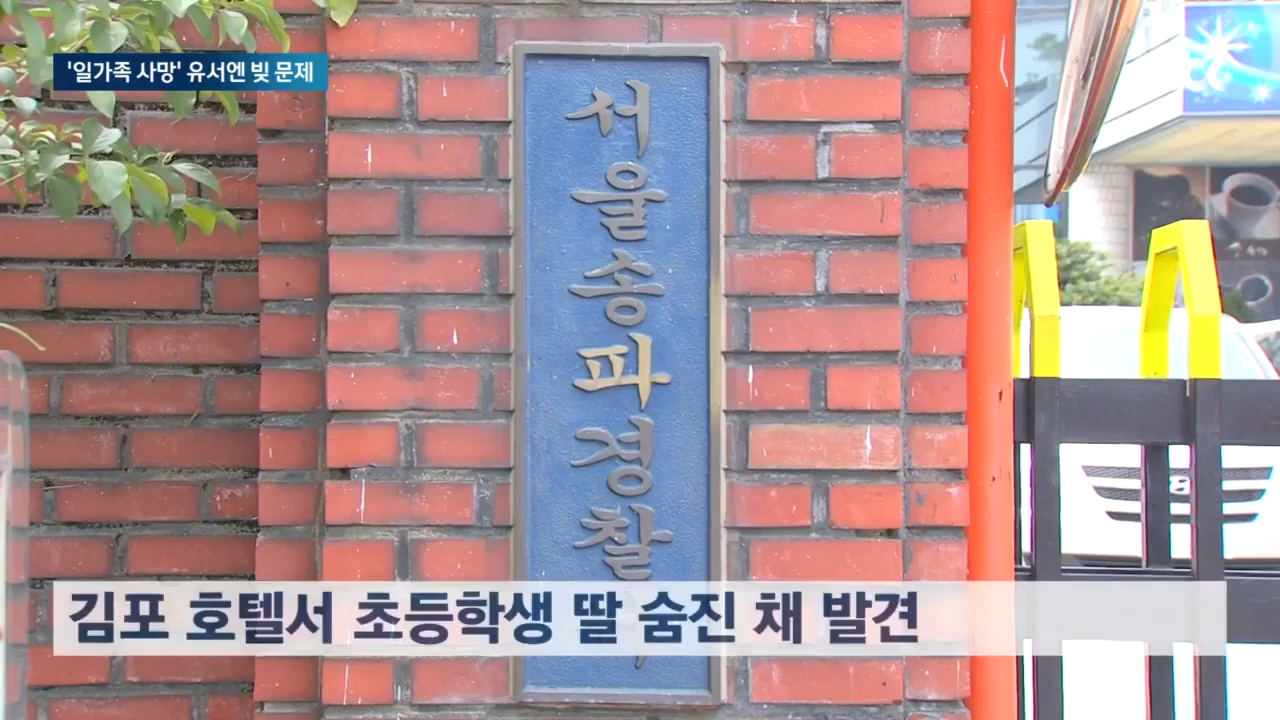 '일가족 사망' 유서엔 빚 문제
서울송파경찰
김포 호텔서 초등학생 딸 숨진 채 발견